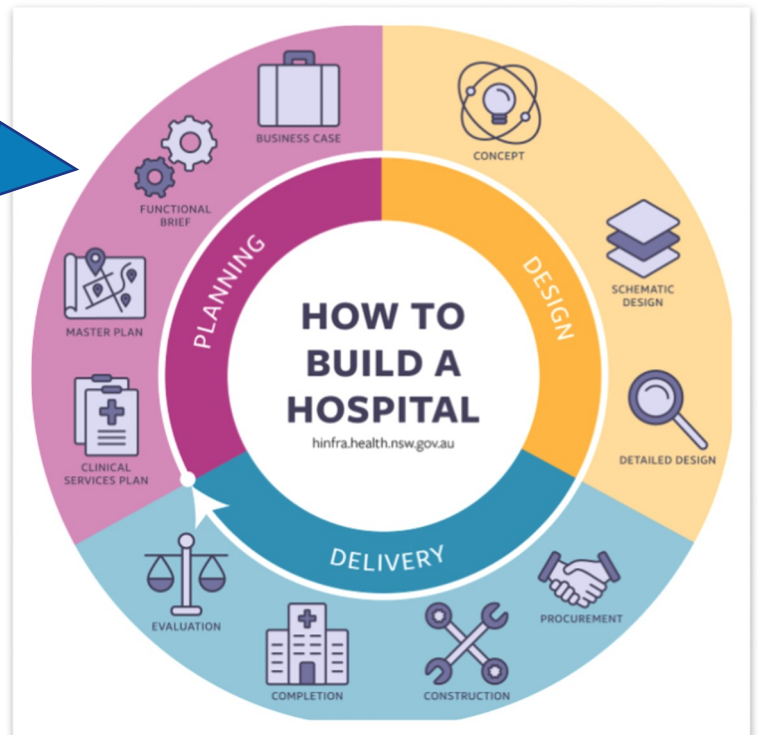 HOW TO
BUILD A
HOSPITAL
hinfra.health.nsw.gov.au
PLANNING
CLINICAL
SERVICES PLAN
MASTER PLAN
FUNCTIONAL
BRIEF
BUSINESS CASE
DESIGN
CONCEPT
SCHEMATIC
DESIGN
DETAILED DESIGN
DELIVERY
PROCUREMENT
CONSTRUCTION
COMPLETION
EVALUATION